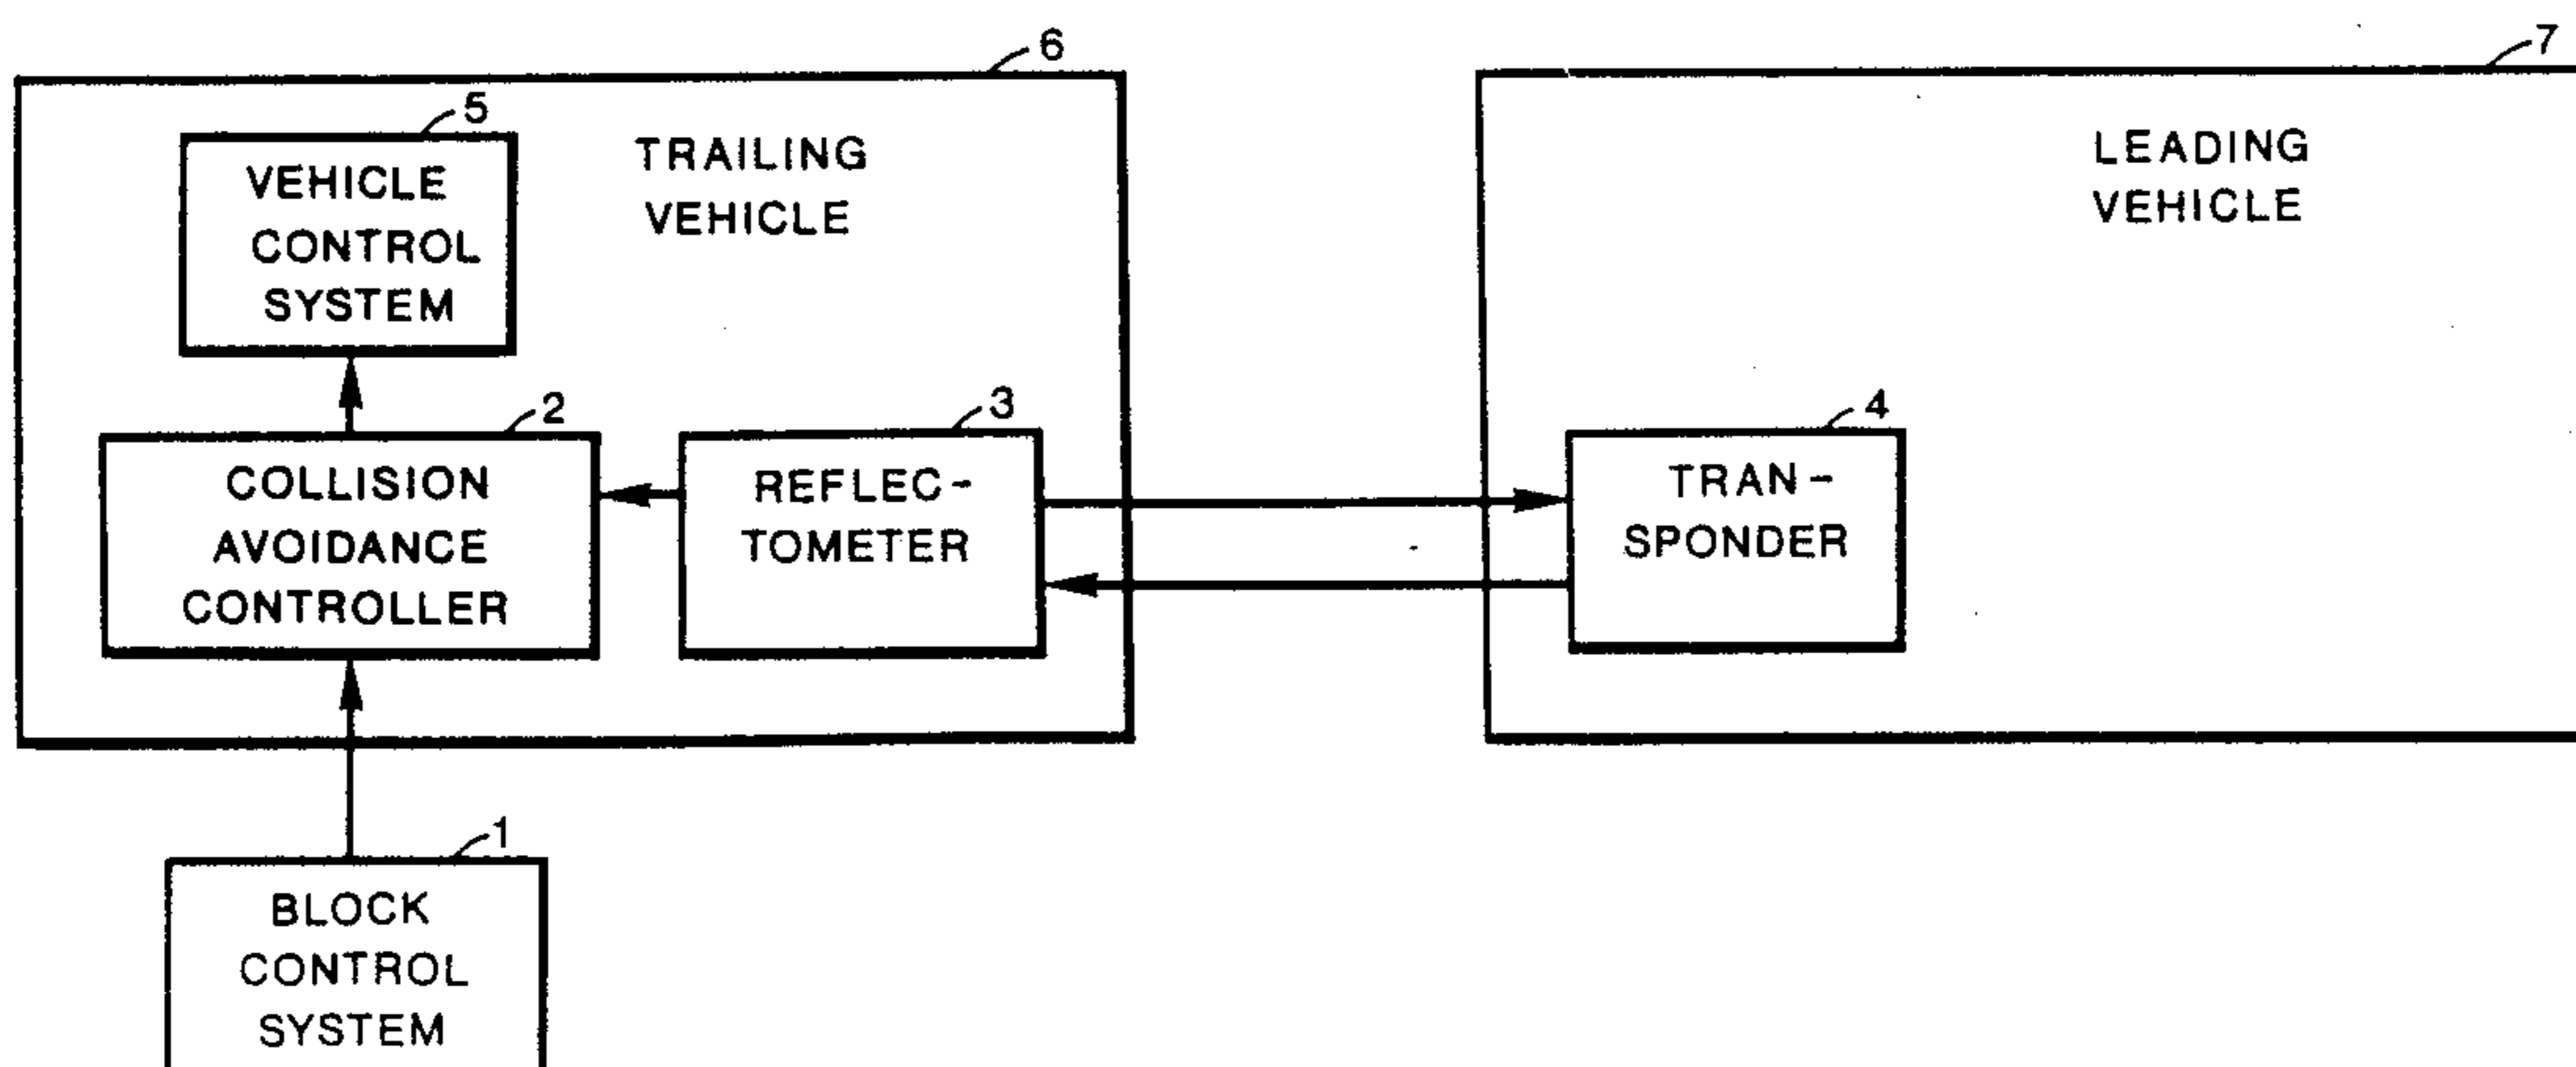 6
7
5
VEHICLE
CONTROL
SYSTEM
TRAILING
VEHICLE
LEADING
VEHICLE
2
COLLISION
AVOIDANCE
CONTROLLER
3
REFLEC-
TOMETER
4
TRAN-
SPONDER
1
BLOCK
CONTROL
SYSTEM